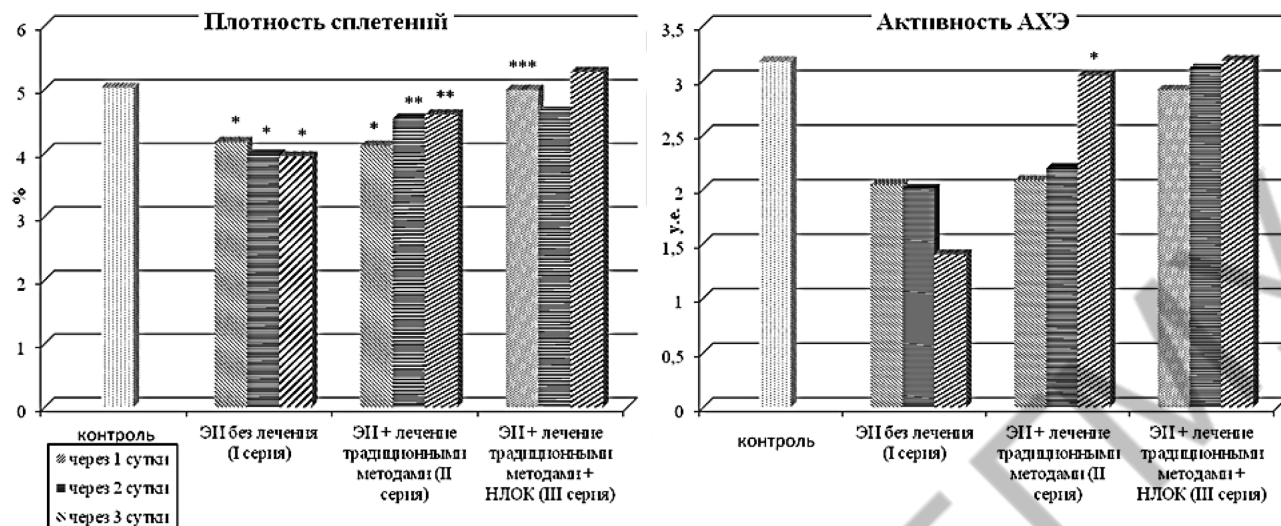 Плотность сплетений
6
5
4
3
2
1
0
%
***
*
*
*
*
**
**
контроль
ЭП без лечения
(I серия)
ЭП + лечение
традиционными
методами (II
серия)
ЭП + лечение
традиционными
методами +
НЛОК (III серия)
через 1 сутки
через 2 сутки
через 3 сутки
Активность АХЭ
3,5
3
2,5
2
1,5
1
0,5
0
у.е.
*
контроль
ЭП без лечения
(I серия)
ЭП + лечение
традиционными
методами (II
серия)
ЭП + лечение
традиционными
методами +
НЛОК (III серия)